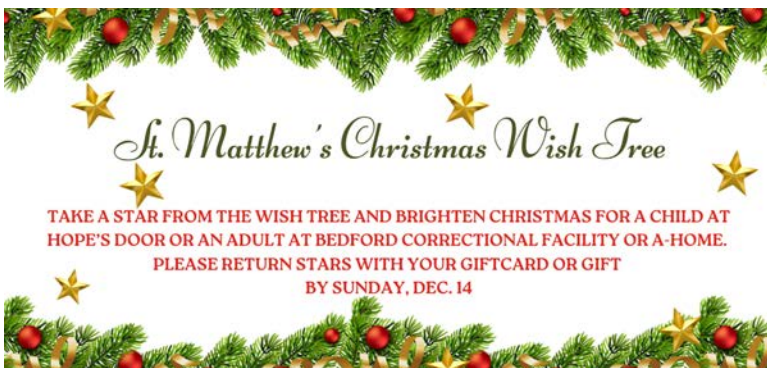 St. Matthew's Christmas Wish Tree
TAKE A STAR FROM THE WISH TREE AND BRIGHTEN CHRISTMAS FOR A CHILD AT
HOPE'S DOOR OR AN ADULT AT BEDFORD CORRECTIONAL FACILITY OR A-HOME.
PLEASE RETURN STARS WITH YOUR GIFTCARD OR GIFT
BY SUNDAY, DEC. 14